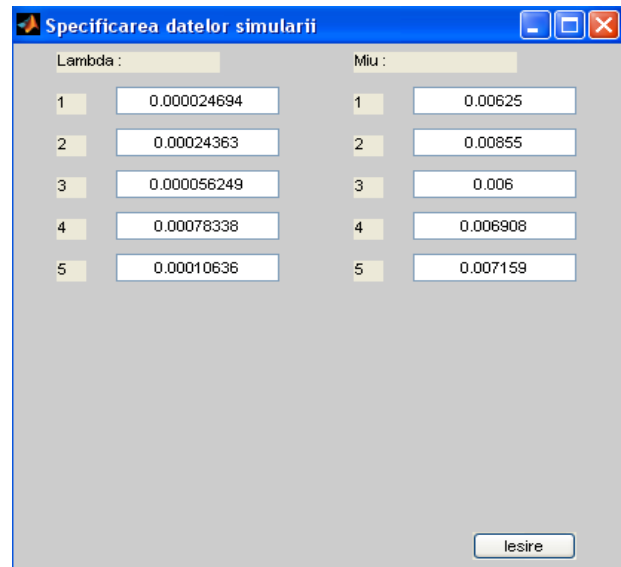 Specificarea datelor simularii
Lambda : Miu :
1 0.000024694 1 0.00625
2 0.00024363 2 0.00855
3 0.000056249 3 0.006
4 0.00078338 4 0.006908
5 0.00010636 5 0.007159
Iesire